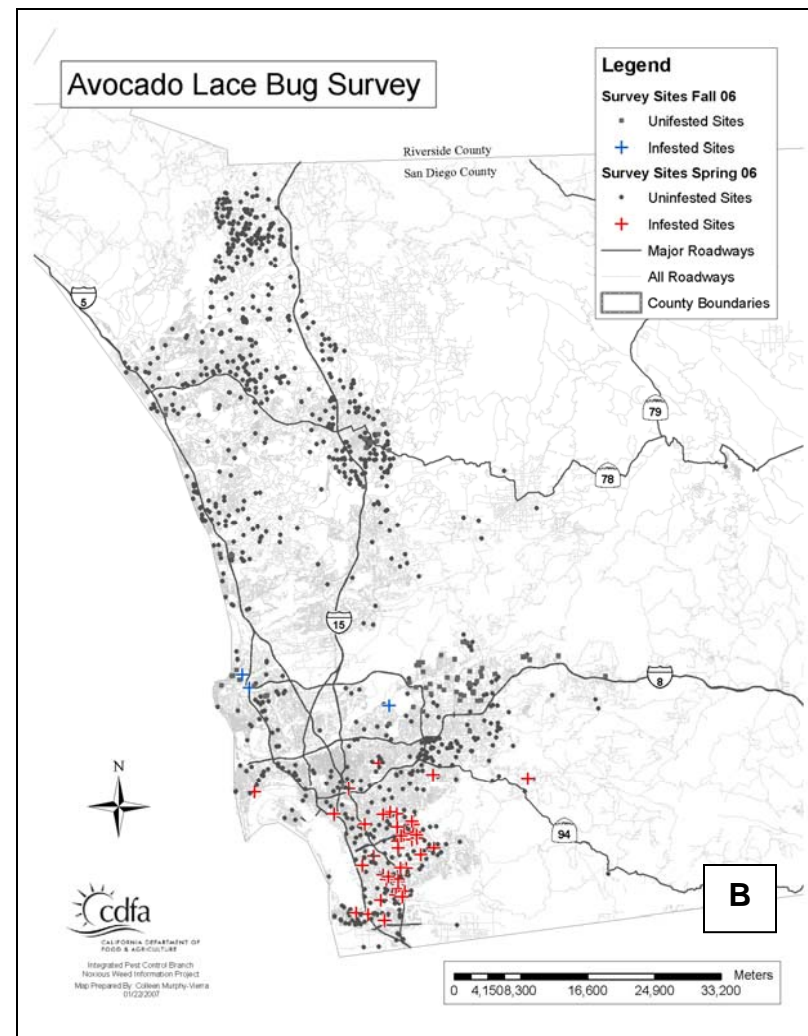 Avocado Lace Bug Survey
Legend
Survey Sites Fall 06
Unifested Sites
Infested Sites
Survey Sites Spring 06
Uninfested Sites
Infested Sites
Major Roadways
All Roadways
County Boundaries
Riverside County
San Diego County
5
79
78
15
8
94
N
B
cdfa
CALIFORNIA DEPARTMENT OF
FOOD & AGRICULTURE
Integrated Pest Control Branch
Noxious Weed Information Project
Map Prepared By: Colleen Murphy-Vierra
01/22/2007
Meters
0 4,150 8,300 16,600 24,900 33,200